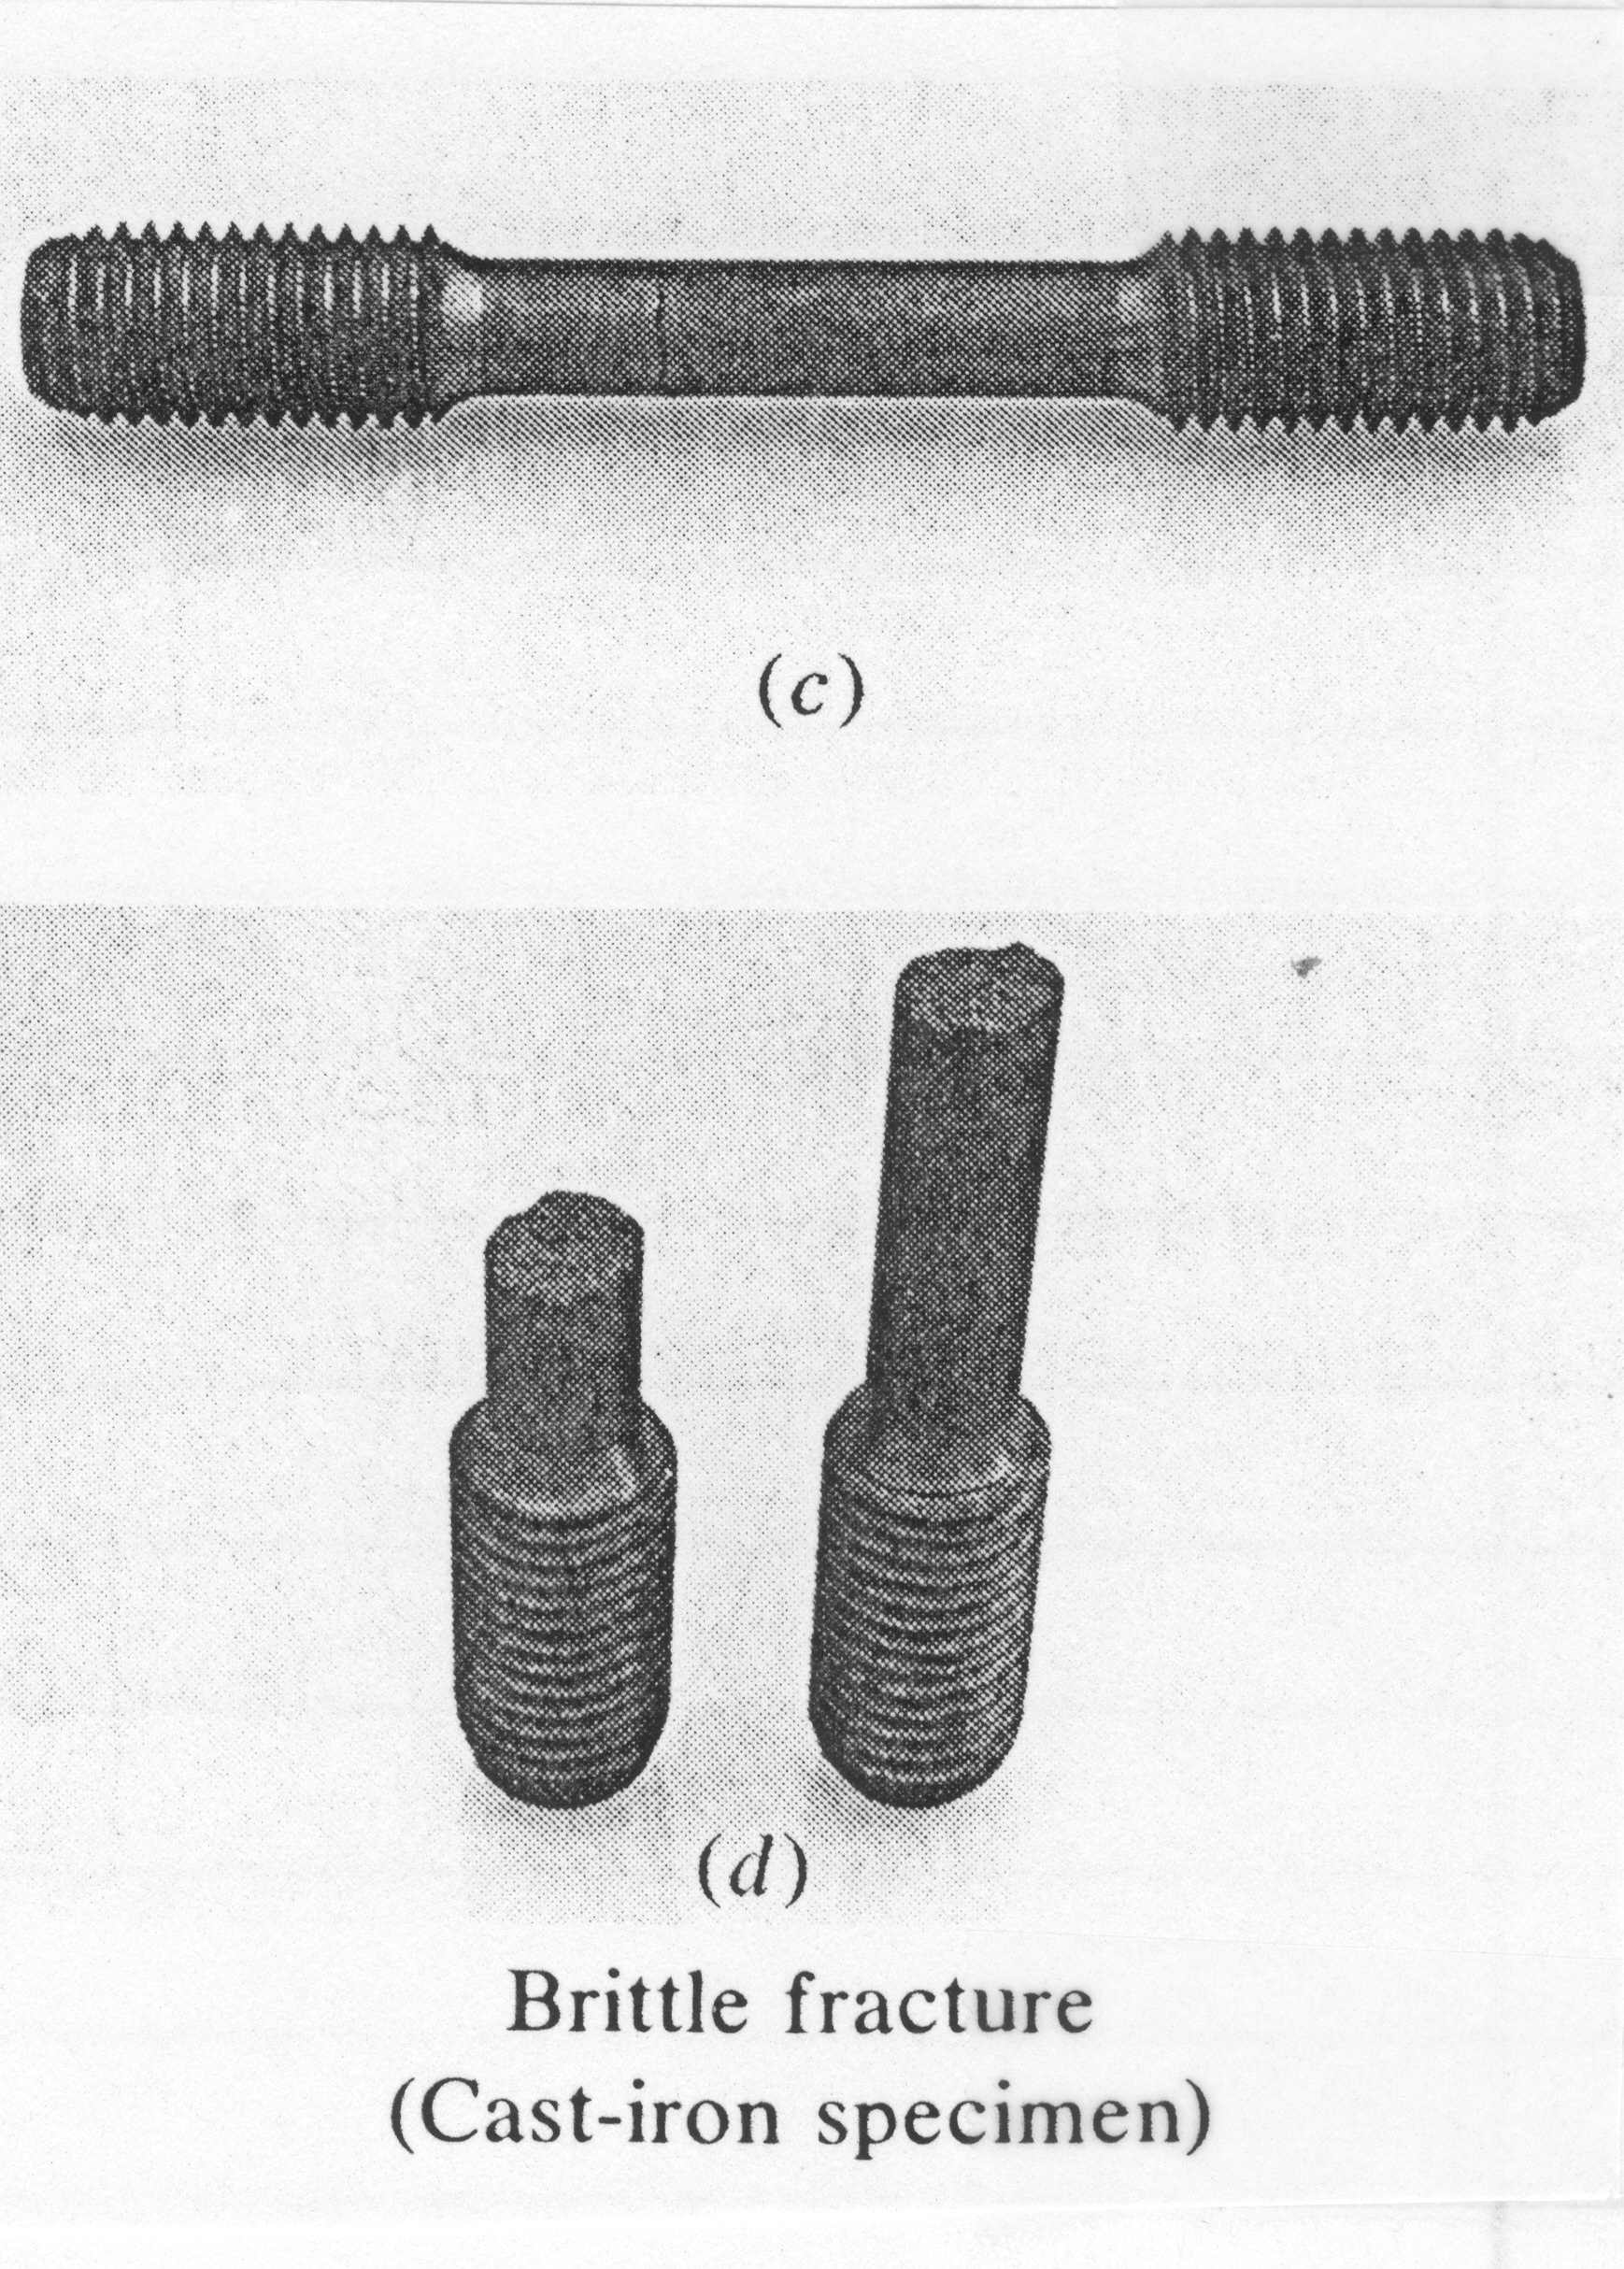 (c)
(d)
Brittle fracture
(Cast-iron specimen)